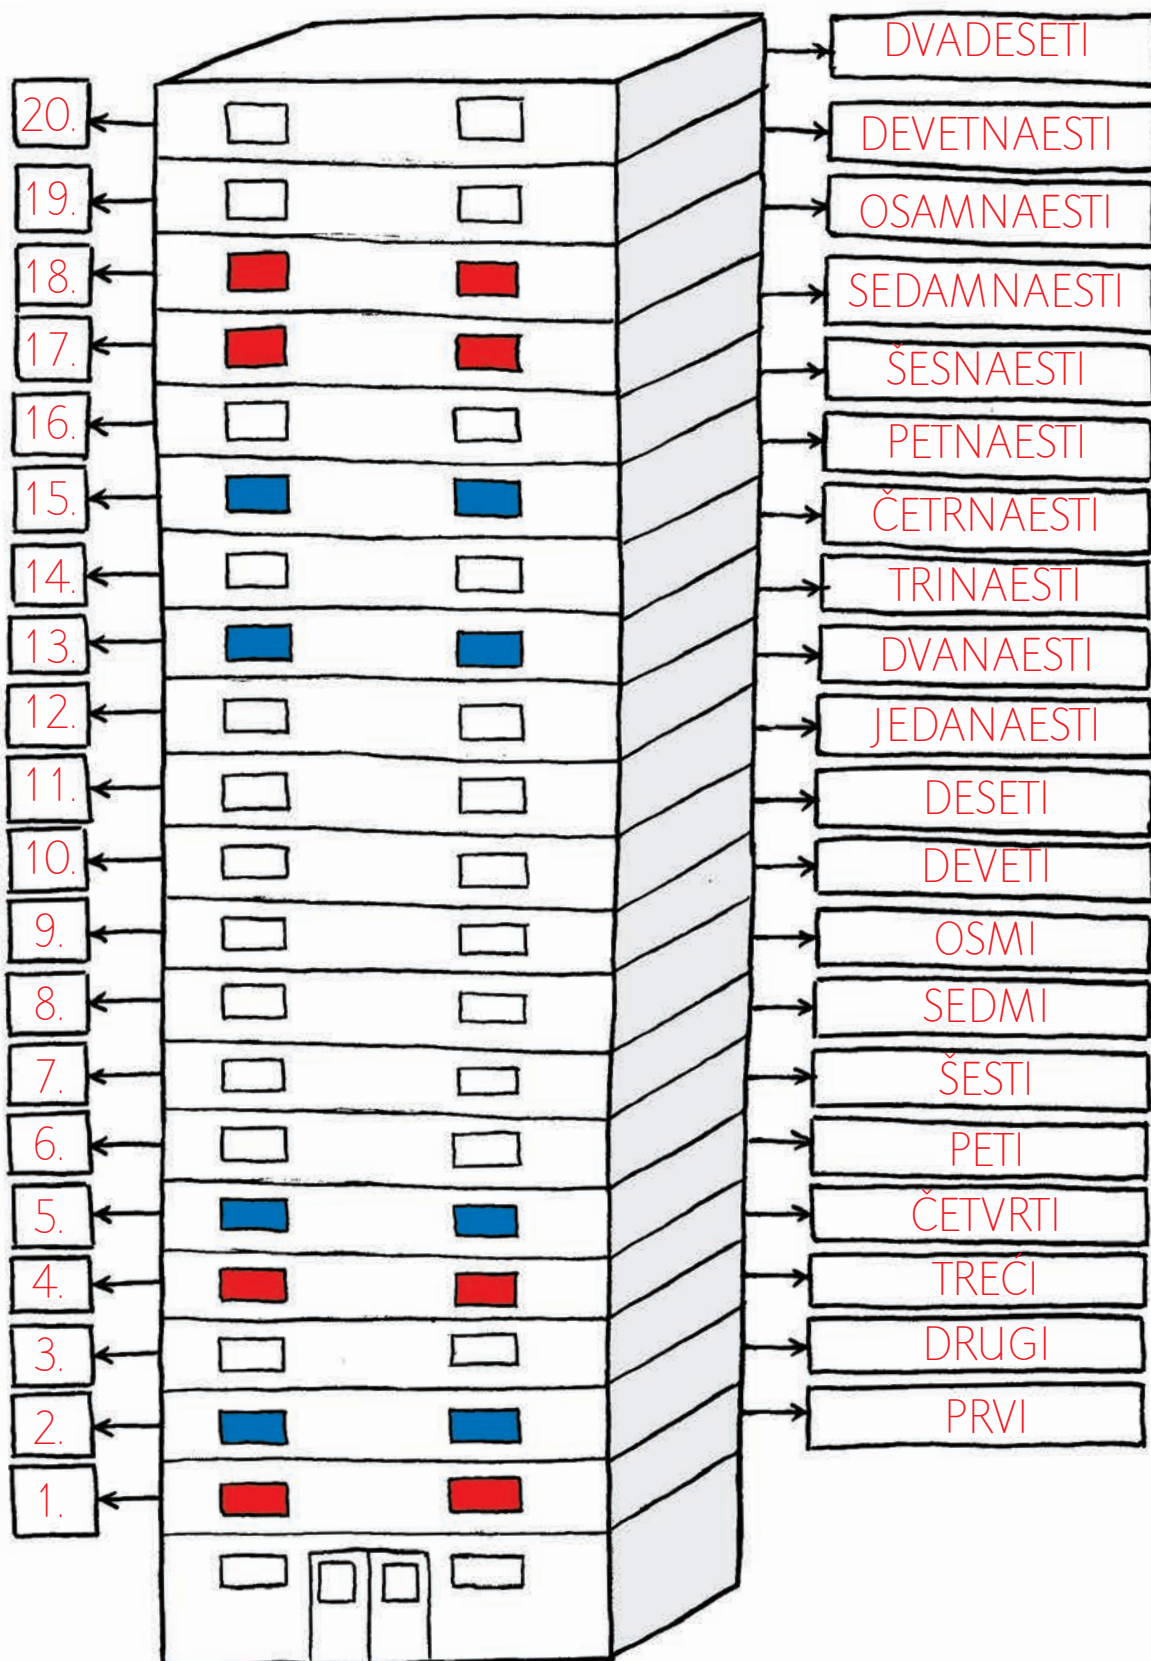 DVADESETI
20.
DEVETNAESTI
19.
OSAMNAESTI
18.
SEDAMNAESTI
17.
ŠESNAESTI
16.
PETNAESTI
15.
ČETRNAESTI
14.
TRINAESTI
13.
DVANAESTI
12.
JEDANAESTI
11.
DESETI
10.
DEVETI
9.
OSMI
8.
SEDMI
7.
ŠESTI
6.
PETI
5.
ČETVRTI
4.
TREĆI
3.
DRUGI
2.
PRVI
1.